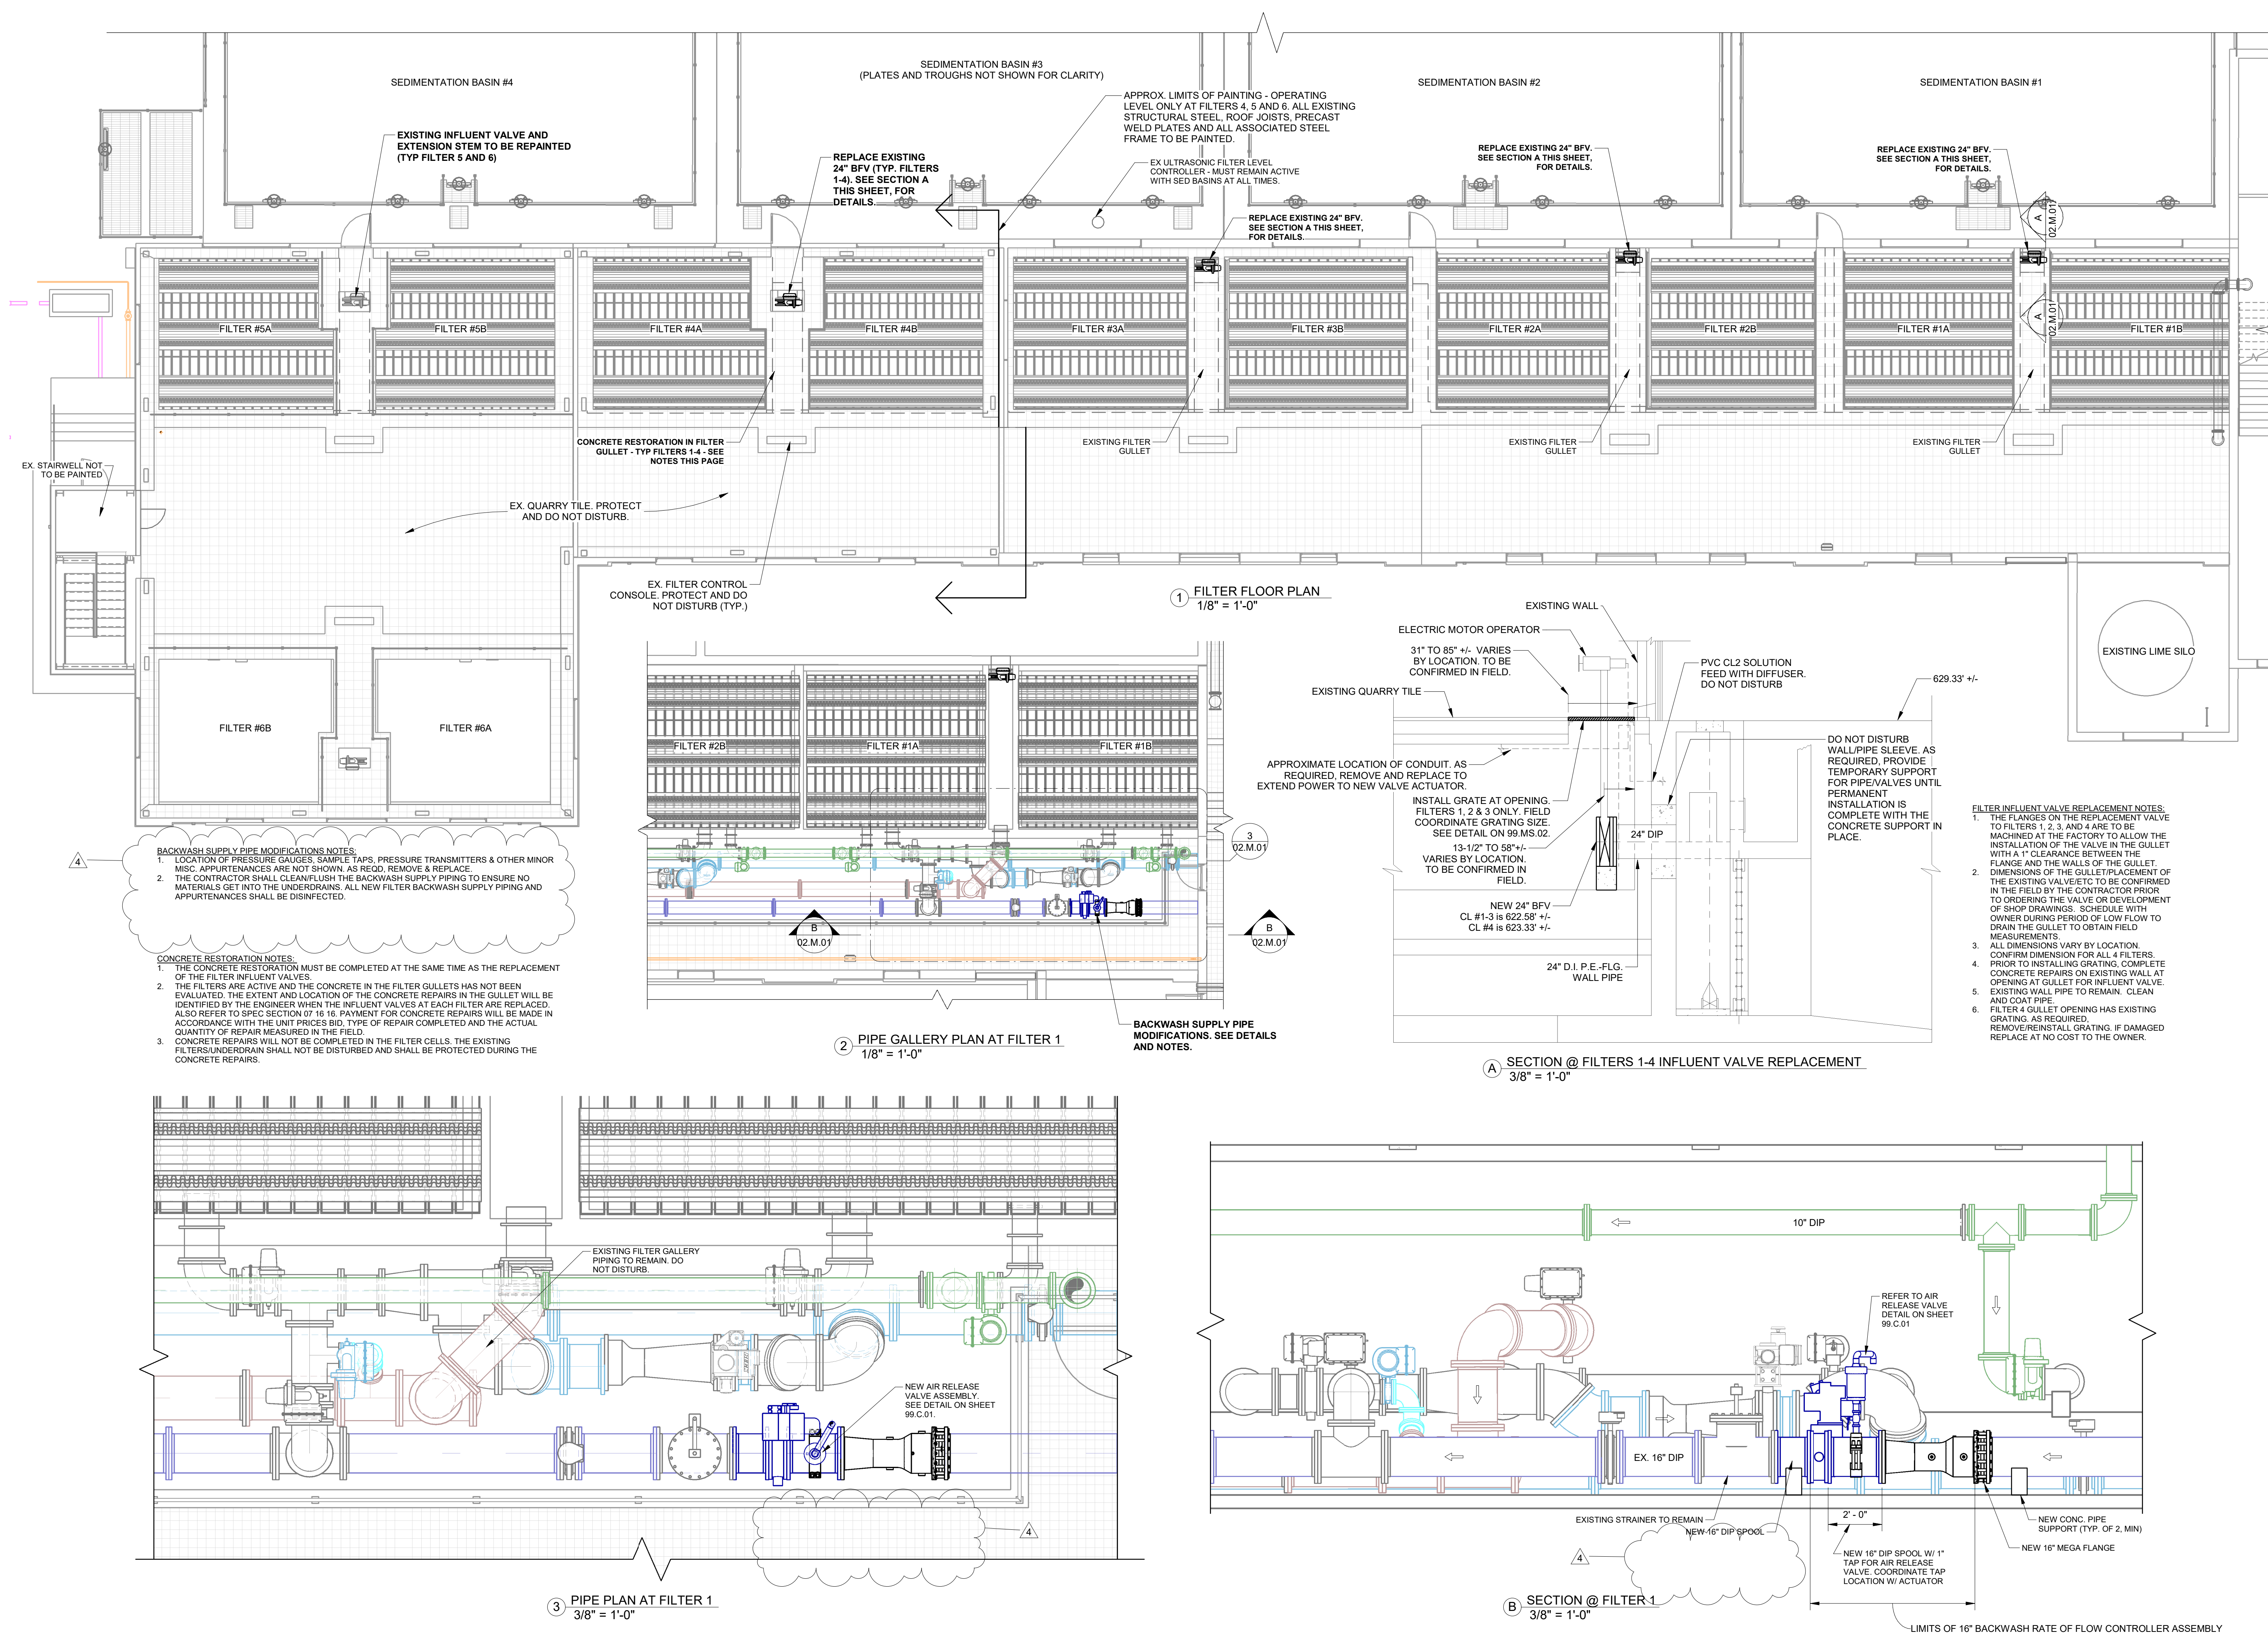 SEDIMENTATION BASIN #4
SEDIMENTATION BASIN #3
(PLATES AND TROUGHS NOT SHOWN FOR CLARITY)
SEDIMENTATION BASIN #2
SEDIMENTATION BASIN #1
APPROX. LIMITS OF PAINTING - OPERATING
LEVEL ONLY AT FILTERS 4, 5 AND 6. ALL EXISTING
STRUCTURAL STEEL, ROOF JOISTS, PRECAST
WELD PLATES AND ALL ASSOCIATED STEEL
FRAME TO BE PAINTED.
EXISTING INFLUENT VALVE AND
EXTENSION STEM TO BE REPAINTED
(TYP FILTER 5 AND 6)
REPLACE EXISTING
24" BFV (TYP. FILTERS
1-4). SEE SECTION A
THIS SHEET, FOR
DETAILS.
EX ULTRASONIC FILTER LEVEL
CONTROLLER - MUST REMAIN ACTIVE
WITH SED BASINS AT ALL TIMES.
REPLACE EXISTING 24" BFV.
SEE SECTION A THIS SHEET,
FOR DETAILS.
REPLACE EXISTING 24" BFV.
SEE SECTION A THIS SHEET,
FOR DETAILS.
REPLACE EXISTING 24" BFV.
SEE SECTION A THIS SHEET,
FOR DETAILS.
A
02.M.01
A
02.M.01
FILTER #5A
FILTER #5B
FILTER #4A
FILTER #4B
FILTER #3A
FILTER #3B
FILTER #2A
FILTER #2B
FILTER #1A
FILTER #1B
EX. STAIRWELL NOT
TO BE PAINTED
CONCRETE RESTORATION IN FILTER
GULLET - TYP FILTERS 1-4 - SEE
NOTES THIS PAGE
EXISTING FILTER
GULLET
EXISTING FILTER
GULLET
EXISTING FILTER
GULLET
EX. QUARRY TILE. PROTECT
AND DO NOT DISTURB.
EX. FILTER CONTROL
CONSOLE. PROTECT AND DO
NOT DISTURB (TYP.)
1
FILTER FLOOR PLAN
1/8" = 1'-0"
EXISTING LIME SILO
FILTER #6B
FILTER #6A
FILTER #2B
FILTER #1A
FILTER #1B
3
02.M.01
B
02.M.01
B
02.M.01
BACKWASH SUPPLY PIPE
MODIFICATIONS. SEE DETAILS
AND NOTES.
2
PIPE GALLERY PLAN AT FILTER 1
1/8" = 1'-0"
EXISTING WALL
ELECTRIC MOTOR OPERATOR
31" TO 85" +/- VARIES
BY LOCATION. TO BE
CONFIRMED IN FIELD.
EXISTING QUARRY TILE
PVC CL2 SOLUTION
FEED WITH DIFFUSER.
DO NOT DISTURB
629.33' +/-
APPROXIMATE LOCATION OF CONDUIT. AS
REQUIRED, REMOVE AND REPLACE TO
EXTEND POWER TO NEW VALVE ACTUATOR.
INSTALL GRATE AT OPENING.
FILTERS 1, 2 & 3 ONLY. FIELD
COORDINATE GRATING SIZE.
SEE DETAIL ON 99.MS.02.
13-1/2" TO 58"+/-
VARIES BY LOCATION.
TO BE CONFIRMED IN
FIELD.
24" DIP
NEW 24" BFV
CL #1-3 is 622.58' +/-
CL #4 is 623.33' +/-
24" D.I. P.E.-FLG.
WALL PIPE
DO NOT DISTURB
WALL/PIPE SLEEVE. AS
REQUIRED, PROVIDE
TEMPORARY SUPPORT
FOR PIPE/VALVES UNTIL
PERMANENT
INSTALLATION IS
COMPLETE WITH THE
CONCRETE SUPPORT IN
PLACE.
A
SECTION @ FILTERS 1-4 INFLUENT VALVE REPLACEMENT
3/8" = 1'-0"
FILTER INFLUENT VALVE REPLACEMENT NOTES:
1. THE FLANGES ON THE REPLACEMENT VALVE
TO FILTERS 1, 2, 3, AND 4 ARE TO BE
MACHINED AT THE FACTORY TO ALLOW THE
INSTALLATION OF THE VALVE IN THE GULLET
WITH A 1" CLEARANCE BETWEEN THE
FLANGE AND THE WALLS OF THE GULLET.
2. DIMENSIONS OF THE GULLET/PLACEMENT OF
THE EXISTING VALVE/ETC TO BE CONFIRMED
IN THE FIELD BY THE CONTRACTOR PRIOR
TO ORDERING THE VALVE OR DEVELOPMENT
OF SHOP DRAWINGS. SCHEDULE WITH
OWNER DURING PERIOD OF LOW FLOW TO
DRAIN THE GULLET TO OBTAIN FIELD
MEASUREMENTS.
3. ALL DIMENSIONS VARY BY LOCATION.
CONFIRM DIMENSION FOR ALL 4 FILTERS.
4. PRIOR TO INSTALLING GRATING, COMPLETE
CONCRETE REPAIRS ON EXISTING WALL AT
OPENING AT GULLET FOR INFLUENT VALVE.
5. EXISTING WALL PIPE TO REMAIN. CLEAN
AND COAT PIPE.
6. FILTER 4 GULLET OPENING HAS EXISTING
GRATING. AS REQUIRED,
REMOVE/REINSTALL GRATING. IF DAMAGED
REPLACE AT NO COST TO THE OWNER.
4
BACKWASH SUPPLY PIPE MODIFICATIONS NOTES:
1. LOCATION OF PRESSURE GAUGES, SAMPLE TAPS, PRESSURE TRANSMITTERS & OTHER MINOR
MISC. APPURTENANCES ARE NOT SHOWN. AS REQD, REMOVE & REPLACE.
2. THE CONTRACTOR SHALL CLEAN/FLUSH THE BACKWASH SUPPLY PIPING TO ENSURE NO
MATERIALS GET INTO THE UNDERDRAINS. ALL NEW FILTER BACKWASH SUPPLY PIPING AND
APPURTENANCES SHALL BE DISINFECTED.
CONCRETE RESTORATION NOTES:
1. THE CONCRETE RESTORATION MUST BE COMPLETED AT THE SAME TIME AS THE REPLACEMENT
OF THE FILTER INFLUENT VALVES.
2. THE FILTERS ARE ACTIVE AND THE CONCRETE IN THE FILTER GULLETS HAS NOT BEEN
EVALUATED. THE EXTENT AND LOCATION OF THE CONCRETE REPAIRS IN THE GULLET WILL BE
IDENTIFIED BY THE ENGINEER WHEN THE INFLUENT VALVES AT EACH FILTER ARE REPLACED.
ALSO REFER TO SPEC SECTION 07 16 16. PAYMENT FOR CONCRETE REPAIRS WILL BE MADE IN
ACCORDANCE WITH THE UNIT PRICES BID, TYPE OF REPAIR COMPLETED AND THE ACTUAL
QUANTITY OF REPAIR MEASURED IN THE FIELD.
3. CONCRETE REPAIRS WILL NOT BE COMPLETED IN THE FILTER CELLS. THE EXISTING
FILTERS/UNDERDRAIN SHALL NOT BE DISTURBED AND SHALL BE PROTECTED DURING THE
CONCRETE REPAIRS.
EXISTING FILTER GALLERY
PIPING TO REMAIN. DO
NOT DISTURB.
NEW AIR RELEASE
VALVE ASSEMBLY.
SEE DETAIL ON SHEET
99.C.01.
4
3
PIPE PLAN AT FILTER 1
3/8" = 1'-0"
10" DIP
REFER TO AIR
RELEASE VALVE
DETAIL ON SHEET
99.C.01
EX. 16" DIP
EXISTING STRAINER TO REMAIN
NEW 16" DIP SPOOL
2' - 0"
4
NEW 16" DIP SPOOL W/ 1"
TAP FOR AIR RELEASE
VALVE. COORDINATE TAP
LOCATION W/ ACTUATOR
NEW CONC. PIPE
SUPPORT (TYP. OF 2, MIN)
NEW 16" MEGA FLANGE
B
SECTION @ FILTER 1
3/8" = 1'-0"
LIMITS OF 16" BACKWASH RATE OF FLOW CONTROLLER ASSEMBLY